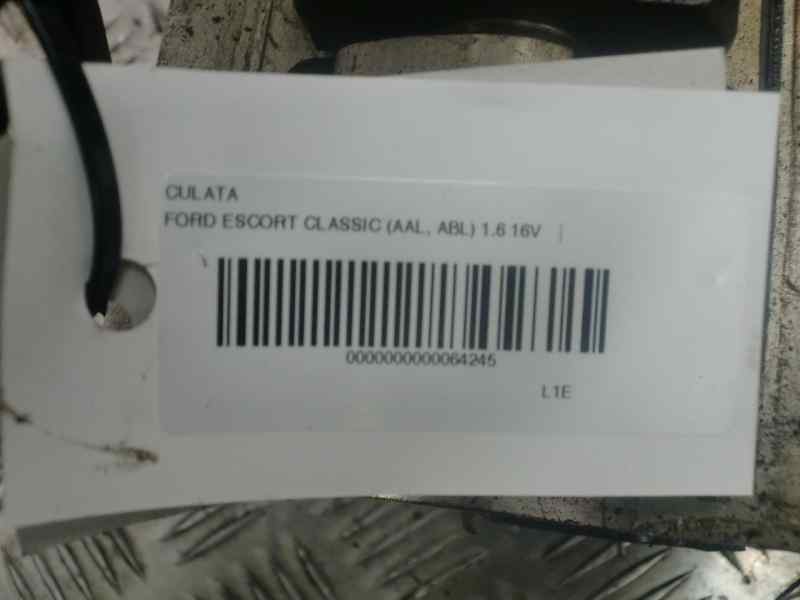 CULATA
FORD ESCORT CLASSIC (AAL, ABL) 1.6 16V |
0000000000064245
L1E